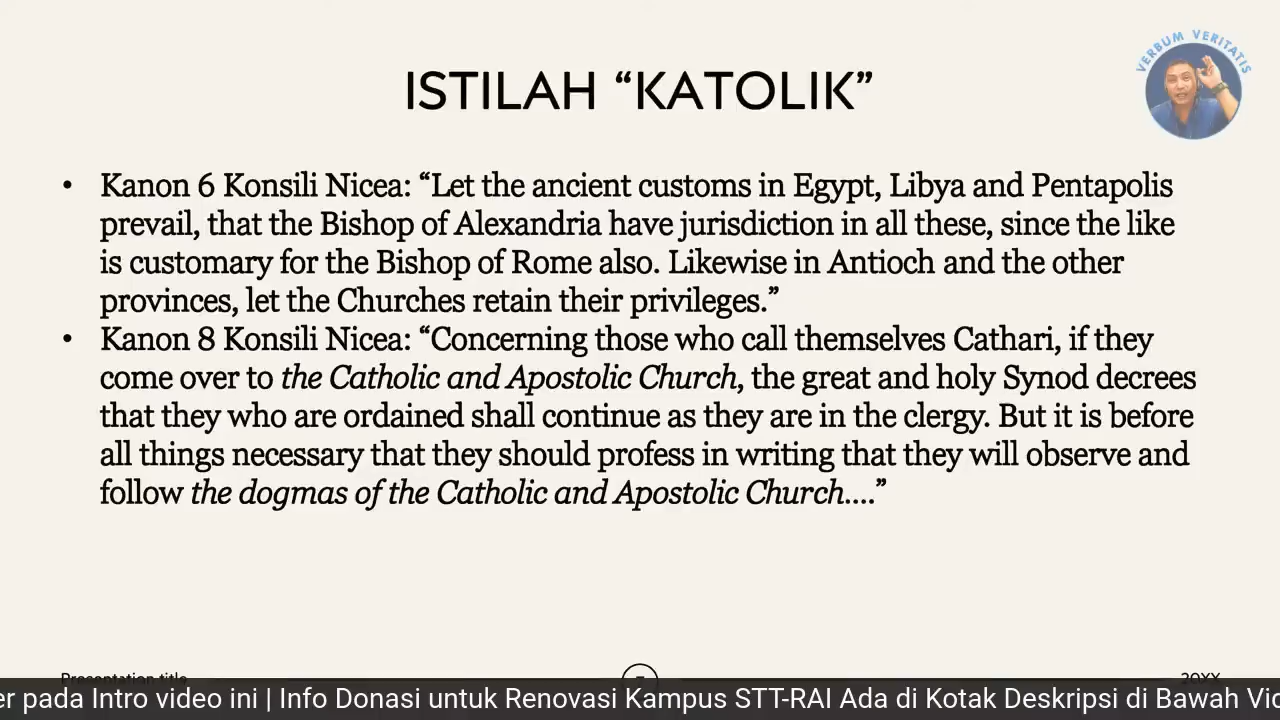 VERBUM VERITATIS
ISTILAH “KATOLIK”
• Kanon 6 Konsili Nicea: “Let the ancient customs in Egypt, Libya and Pentapolis
prevail, that the Bishop of Alexandria have jurisdiction in all these, since the like
is customary for the Bishop of Rome also. Likewise in Antioch and the other
provinces, let the Churches retain their privileges.”
• Kanon 8 Konsili Nicea: “Concerning those who call themselves Cathari, if they
come over to the Catholic and Apostolic Church, the great and holy Synod decrees
that they who are ordained shall continue as they are in the clergy. But it is before
all things necessary that they should profess in writing that they will observe and
follow the dogmas of the Catholic and Apostolic Church....”
Presentation title
20XX
er pada Intro video ini | Info Donasi untuk Renovasi Kampus STT-RAI Ada di Kotak Deskripsi di Bawah Vic